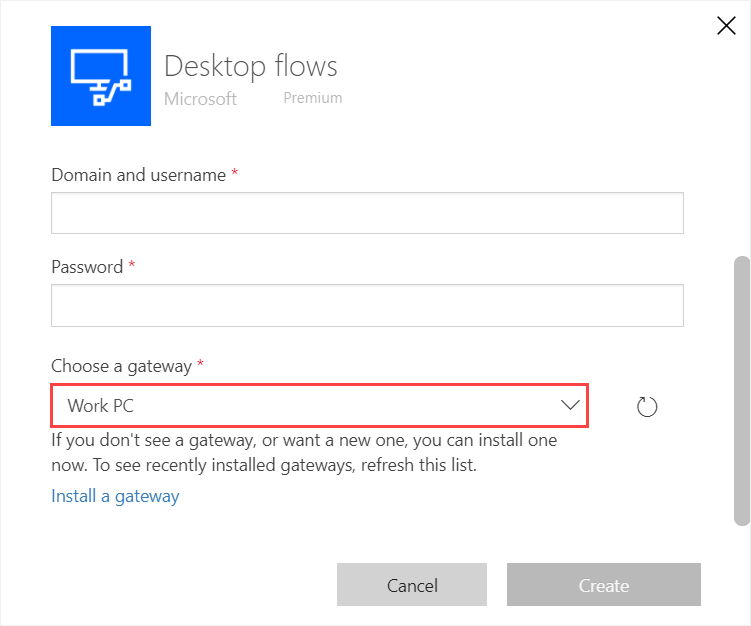 Desktop flows
Microsoft Premium
Domain and username *
Password *
Choose a gateway *
Work PC
If you don't see a gateway, or want a new one, you can install one
now. To see recently installed gateways, refresh this list.
Install a gateway
Cancel Create